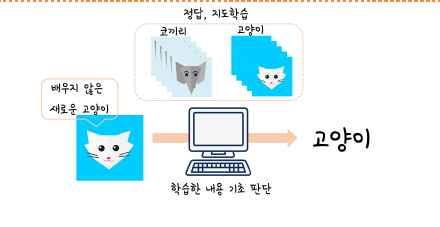 정답, 지도학습
코끼리
고양이
배우지 않은
새로운 고양이
고양이
학습한 내용 기초 판단